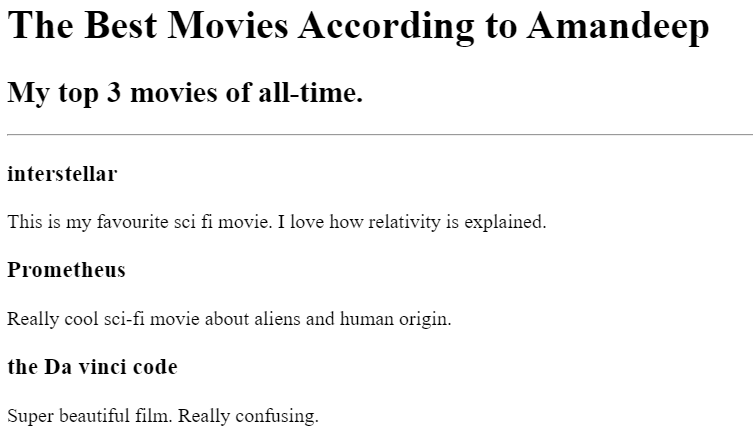 The Best Movies According to Amandeep
My top 3 movies of all-time.
interstellar
This is my favourite sci fi movie. I love how relativity is explained.
Prometheus
Really cool sci-fi movie about aliens and human origin.
the Da vinci code
Super beautiful film. Really confusing.